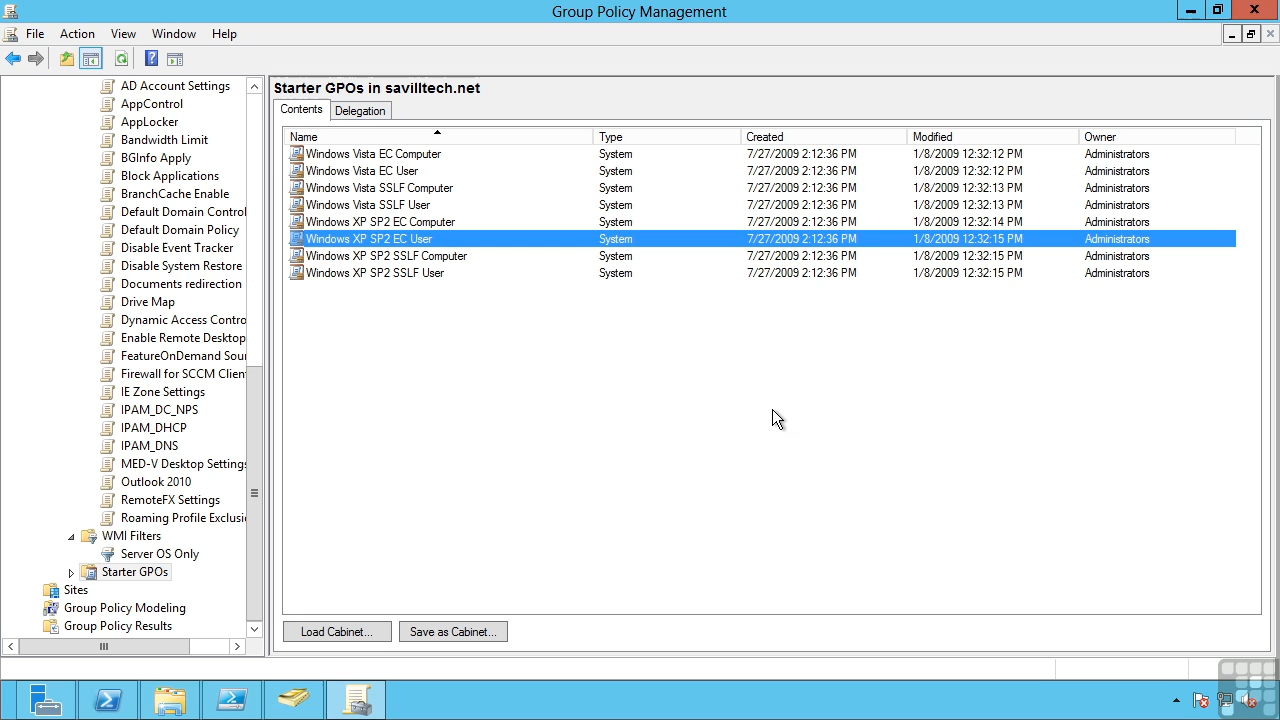 Group Policy Management
File Action View Window Help
AD Account Settings
AppControl
AppLocker
Bandwidth Limit
BGInfo Apply
Block Applications
BranchCache Enable
Default Domain Control
Default Domain Policy
Disable Event Tracker
Disable System Restore
Documents redirection
Drive Map
Dynamic Access Contro
Enable Remote Desktop
FeatureOnDemand Sou
Firewall for SCCM Clien
IE Zone Settings
IPAM_DC_NPS
IPAM_DHCP
IPAM_DNS
MED-V Desktop Settings
Outlook 2010
RemoteFX Settings
Roaming Profile Exclusi
WMI Filters
Server OS Only
Starter GPOs
Sites
Group Policy Modeling
Group Policy Results
Starter GPOs in savilltech.net
Contents Delegation
Name Type Created Modified Owner
Windows Vista EC Computer System 7/27/2009 2:12:36 PM 1/8/2009 12:32:12 PM Administrators
Windows Vista EC User System 7/27/2009 2:12:36 PM 1/8/2009 12:32:12 PM Administrators
Windows Vista SSLF Computer System 7/27/2009 2:12:36 PM 1/8/2009 12:32:13 PM Administrators
Windows Vista SSLF User System 7/27/2009 2:12:36 PM 1/8/2009 12:32:13 PM Administrators
Windows XP SP2 EC Computer System 7/27/2009 2:12:36 PM 1/8/2009 12:32:14 PM Administrators
Windows XP SP2 EC User System 7/27/2009 2:12:36 PM 1/8/2009 12:32:15 PM Administrators
Windows XP SP2 SSLF Computer System 7/27/2009 2:12:36 PM 1/8/2009 12:32:15 PM Administrators
Windows XP SP2 SSLF User System 7/27/2009 2:12:36 PM 1/8/2009 12:32:15 PM Administrators
Load Cabinet... Save as Cabinet...